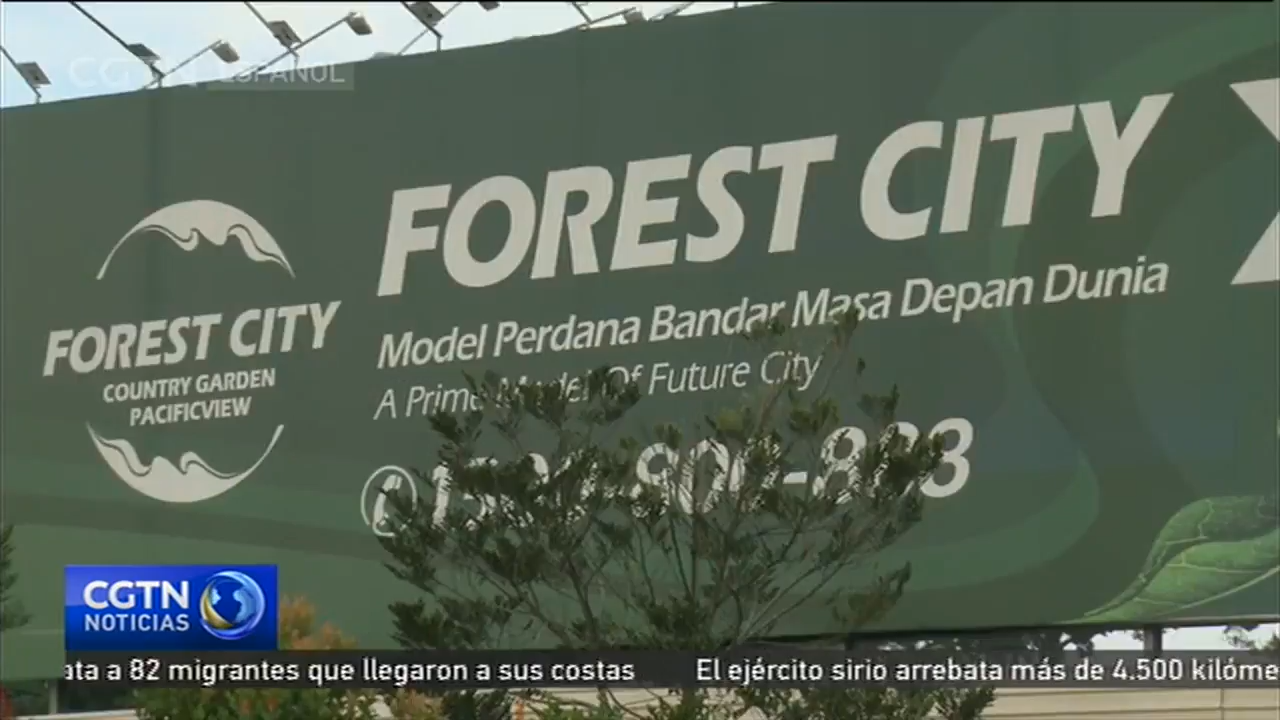 CGTN ESPAÑOL
FOREST CITY
COUNTRY GARDEN
PACIFICVIEW
FOREST CITY
Model Perdana Bandar Masa Depan Dunia
A Prime Model Of Future City
CGTN
NOTICIAS
ata a 82 migrantes que llegaron a sus costas El ejército sirio arrebata más de 4.500 kilóme